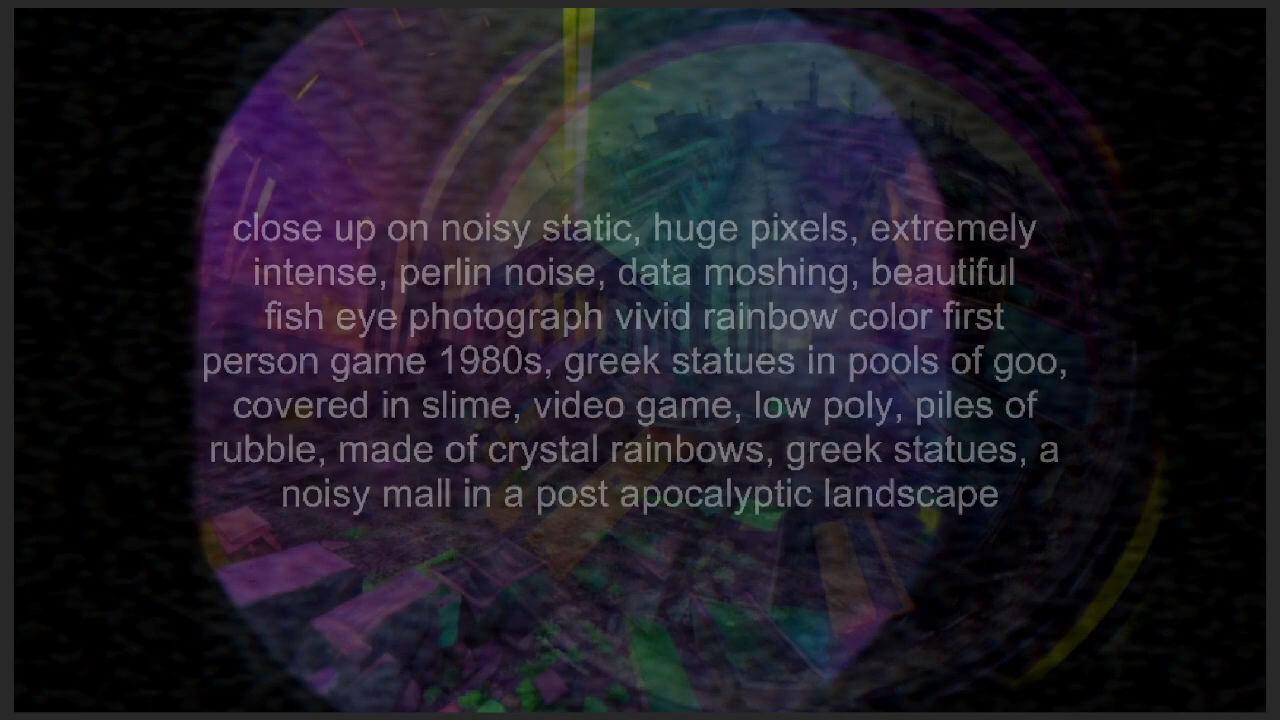 close up on noisy static, huge pixels, extremely
intense, perlin noise, data moshing, beautiful
fish eye photograph vivid rainbow color first
person game 1980s, greek statues in pools of goo,
covered in slime, video game, low poly, piles of
rubble, made of crystal rainbows, greek statues, a
noisy mall in a post apocalyptic landscape